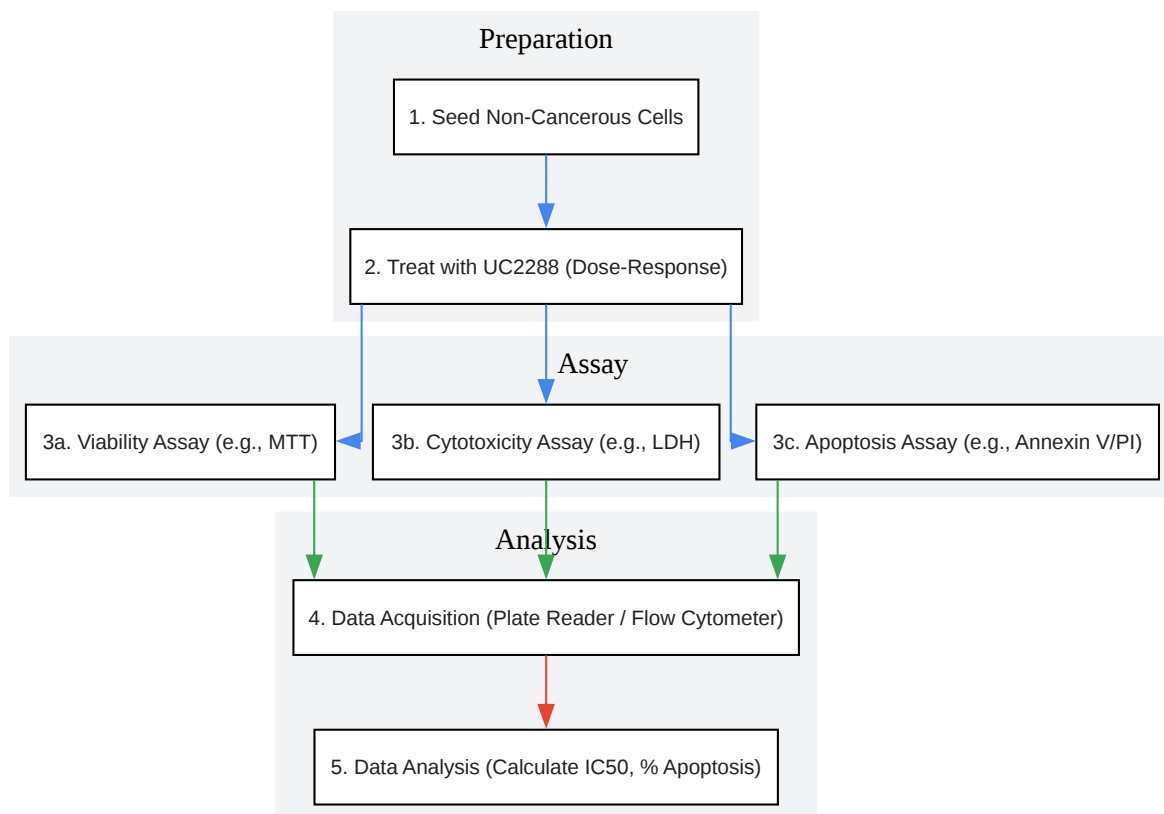 Preparation
1. Seed Non-Cancerous Cells
2. Treat with UC2288 (Dose-Response)
Assay
3a. Viability Assay (e.g., MTT)
3b. Cytotoxicity Assay (e.g., LDH)
3c. Apoptosis Assay (e.g., Annexin V/PI)
Analysis
4. Data Acquisition (Plate Reader / Flow Cytometer)
5. Data Analysis (Calculate IC50, % Apoptosis)